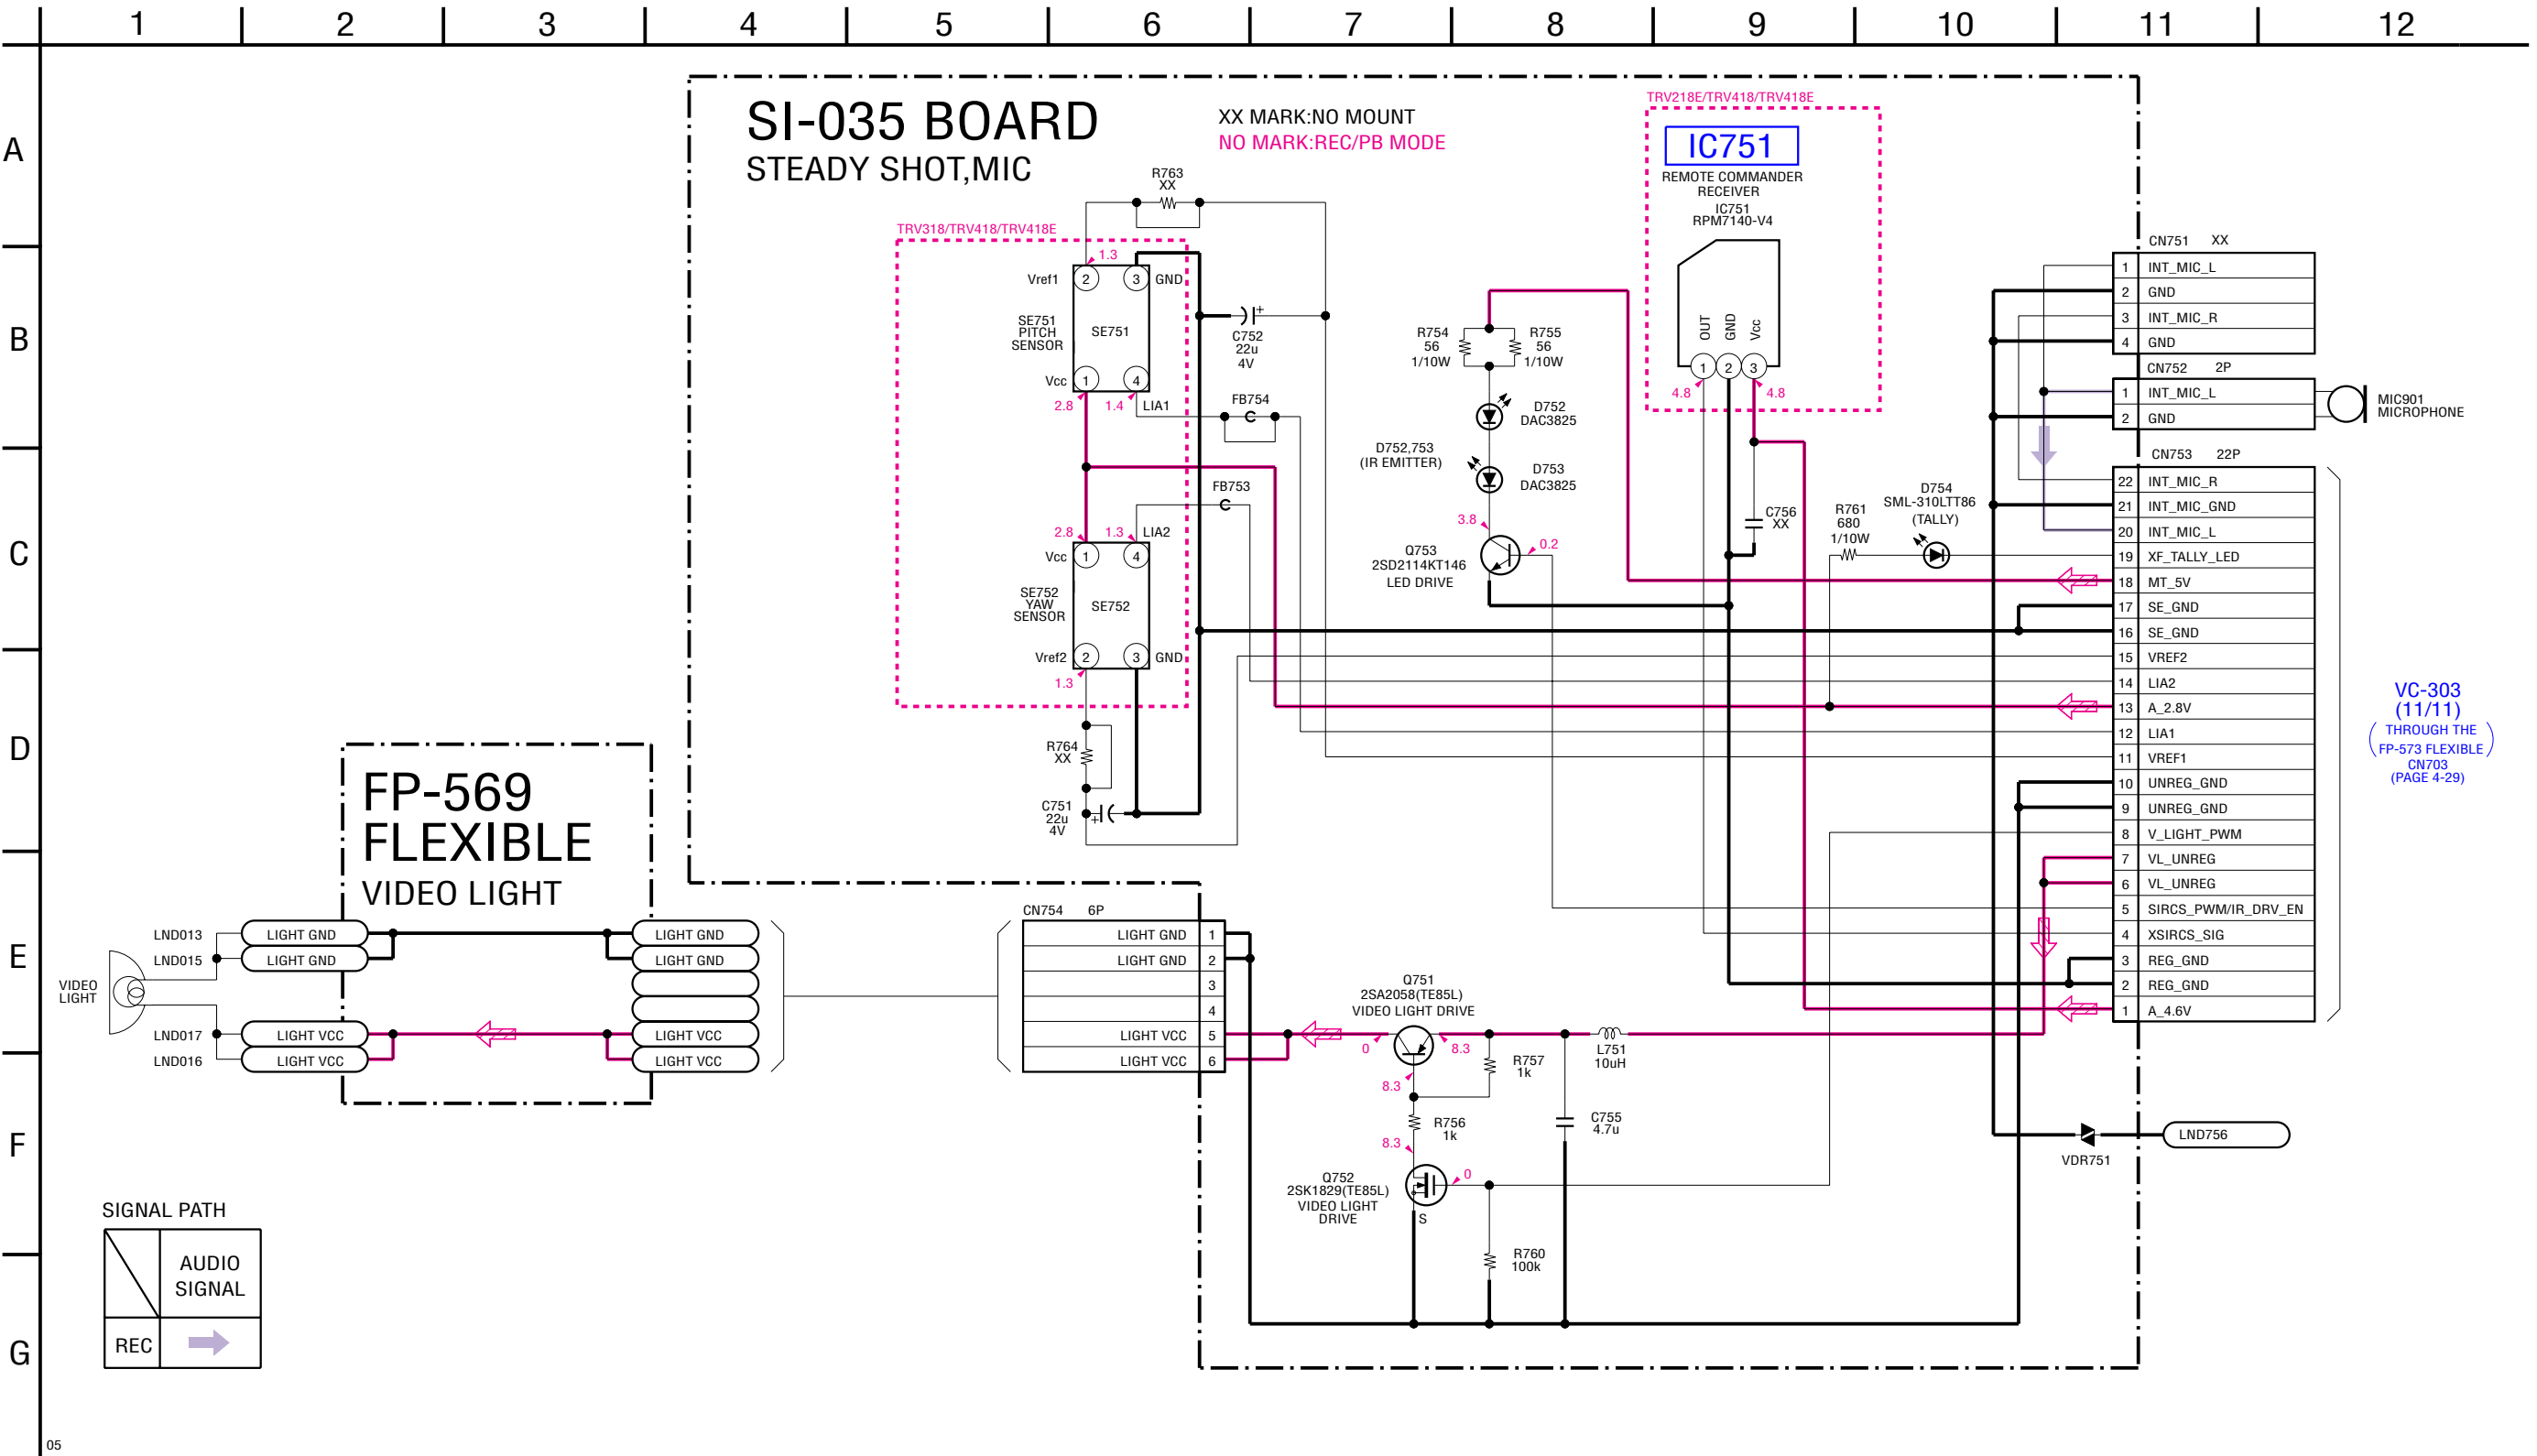 1 2 3 4 5 6 7 8 9 10 11 12
A
B
C
D
E
F
G
SI-035 BOARD
STEADY SHOT,MIC
XX MARK:NO MOUNT
NO MARK:REC/PB MODE
TRV218E/TRV418/TRV418E
IC751
REMOTE COMMANDER
RECEIVER
IC751
RPM7140-V4
OUT
GND
Vcc
1 2 3
4.8
4.8
R763
XX
TRV318/TRV418/TRV418E
1.3
Vref1
2
3
GND
SE751
PITCH
SENSOR
SE751
Vcc
1
4
2.8
1.4
LIA1
C752
22u
4V
+
FB754
FB753
2.8
1.3
LIA2
Vcc
1
4
SE752
YAW
SENSOR
SE752
Vref2
2
3
GND
1.3
R764
XX
C751
22u
4V
+
R754
56
1/10W
R755
56
1/10W
D752
DAC3825
D752,753
(IR EMITTER)
D753
DAC3825
3.8
0.2
Q753
2SD2114KT146
LED DRIVE
C756
XX
R761
680
1/10W
D754
SML-310LTT86
(TALLY)
CN751 XX
1 INT_MIC_L
2 GND
3 INT_MIC_R
4 GND
CN752 2P
1 INT_MIC_L
2 GND
MIC901
MICROPHONE
CN753 22P
22 INT_MIC_R
21 INT_MIC_GND
20 INT_MIC_L
19 XF_TALLY_LED
18 MT_5V
17 SE_GND
16 SE_GND
15 VREF2
14 LIA2
13 A_2.8V
12 LIA1
11 VREF1
10 UNREG_GND
9 UNREG_GND
8 V_LIGHT_PWM
7 VL_UNREG
6 VL_UNREG
5 SIRCS_PWM/IR_DRV_EN
4 XSIRCS_SIG
3 REG_GND
2 REG_GND
1 A_4.6V
VC-303
(11/11)
THROUGH THE
FP-573 FLEXIBLE
CN703
(PAGE 4-29)
FP-569
FLEXIBLE
VIDEO LIGHT
VIDEO
LIGHT
LND013
LND015
LND017
LND016
LIGHT GND
LIGHT GND
LIGHT VCC
LIGHT VCC
LIGHT GND
LIGHT GND
LIGHT VCC
LIGHT VCC
CN754 6P
LIGHT GND 1
LIGHT GND 2
3
4
LIGHT VCC 5
LIGHT VCC 6
Q751
2SA2058(TE85L)
VIDEO LIGHT DRIVE
0
8.3
8.3
R757
1k
L751
10uH
R756
1k
8.3
C755
4.7u
Q752
2SK1829(TE85L)
VIDEO LIGHT
DRIVE
0
S
R760
100k
VDR751
LND756
SIGNAL PATH
AUDIO
SIGNAL
REC
05